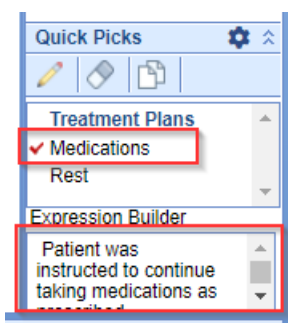 Quick Picks
Treatment Plans
Medications
Rest
Expression Builder
Patient was
instructed to continue
taking medications as